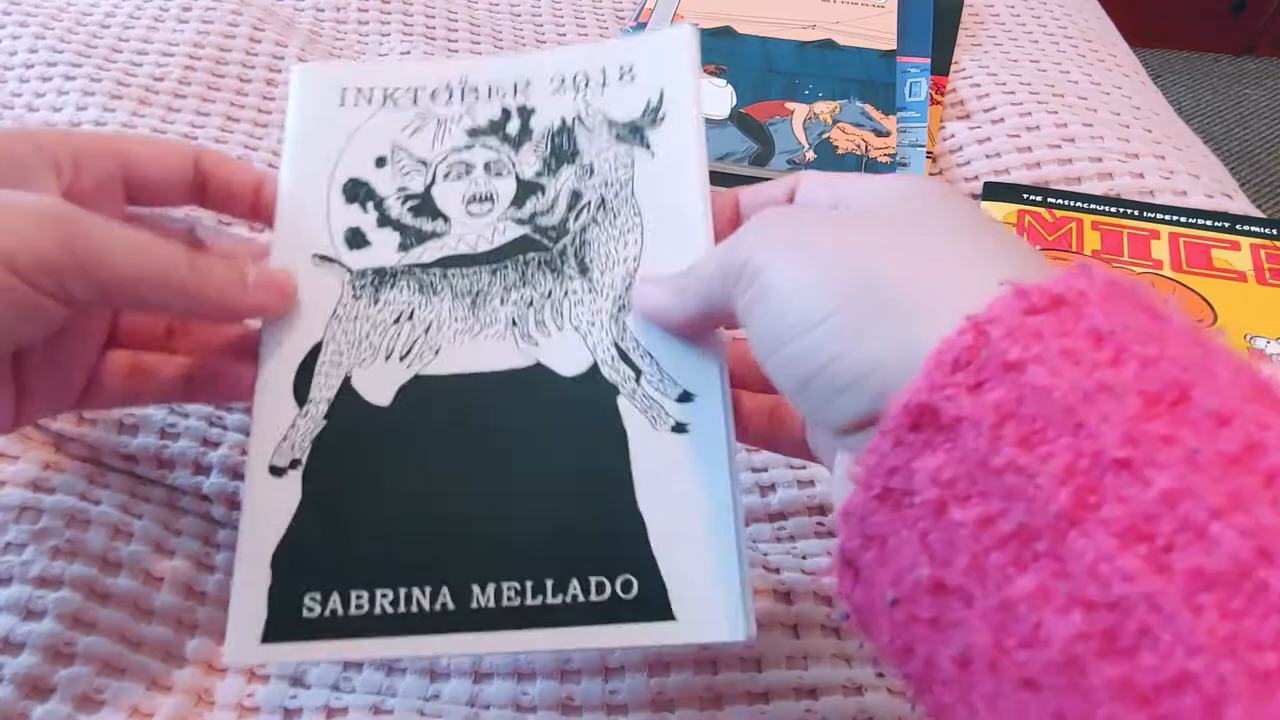 INKTOBER 2018
THE MASSACHUSETTS INDEPENDENT COMICS
MICE
SABRINA MELLADO